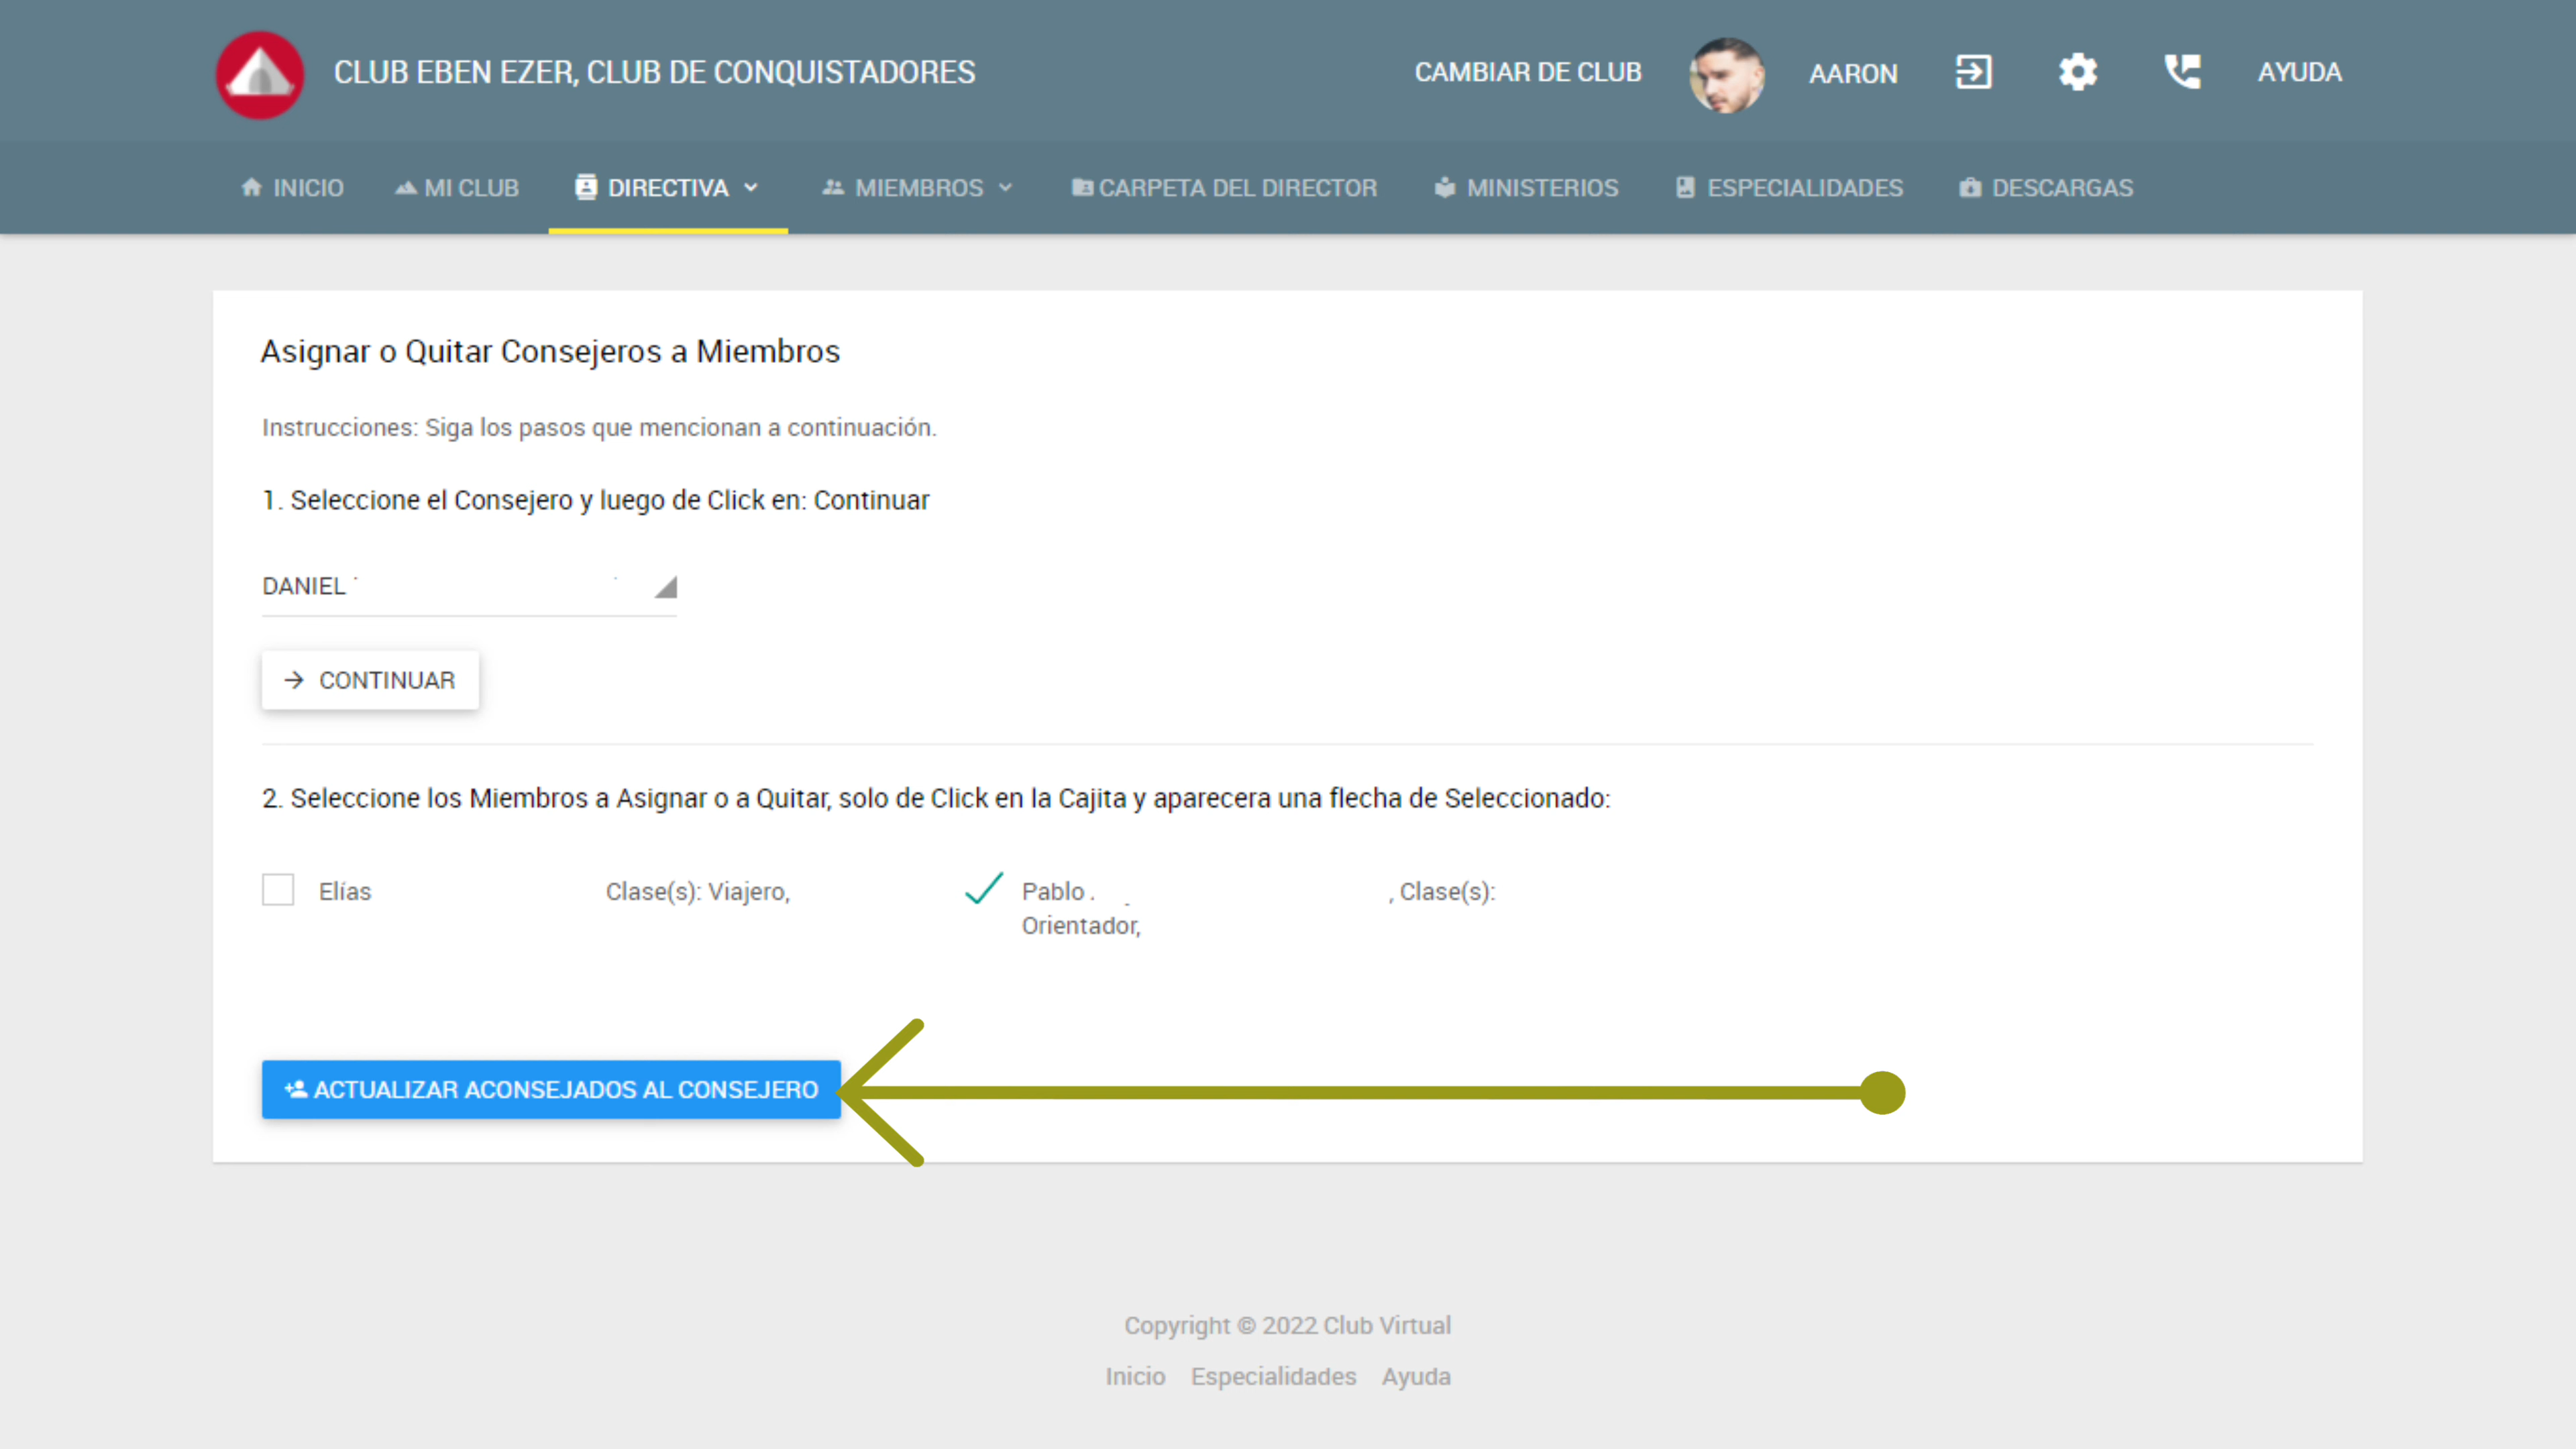 CLUB EBEN EZER, CLUB DE CONQUISTADORES
CAMBIAR DE CLUB
AARON
AYUDA
INICIO
MI CLUB
DIRECTIVA
MIEMBROS
CARPETA DEL DIRECTOR
MINISTERIOS
ESPECIALIDADES
DESCARGAS
Asignar o Quitar Consejeros a Miembros
Instrucciones: Siga los pasos que mencionan a continuación.
1. Seleccione el Consejero y luego de Click en: Continuar
DANIEL
CONTINUAR
2. Seleccione los Miembros a Asignar o a Quitar, solo de Click en la Cajita y aparecera una flecha de Seleccionado:
Elías Clase(s): Viajero,
Pablo , Clase(s):
Orientador,
ACTUALIZAR ACONSEJADOS AL CONSEJERO
Copyright © 2022 Club Virtual
Inicio Especialidades Ayuda